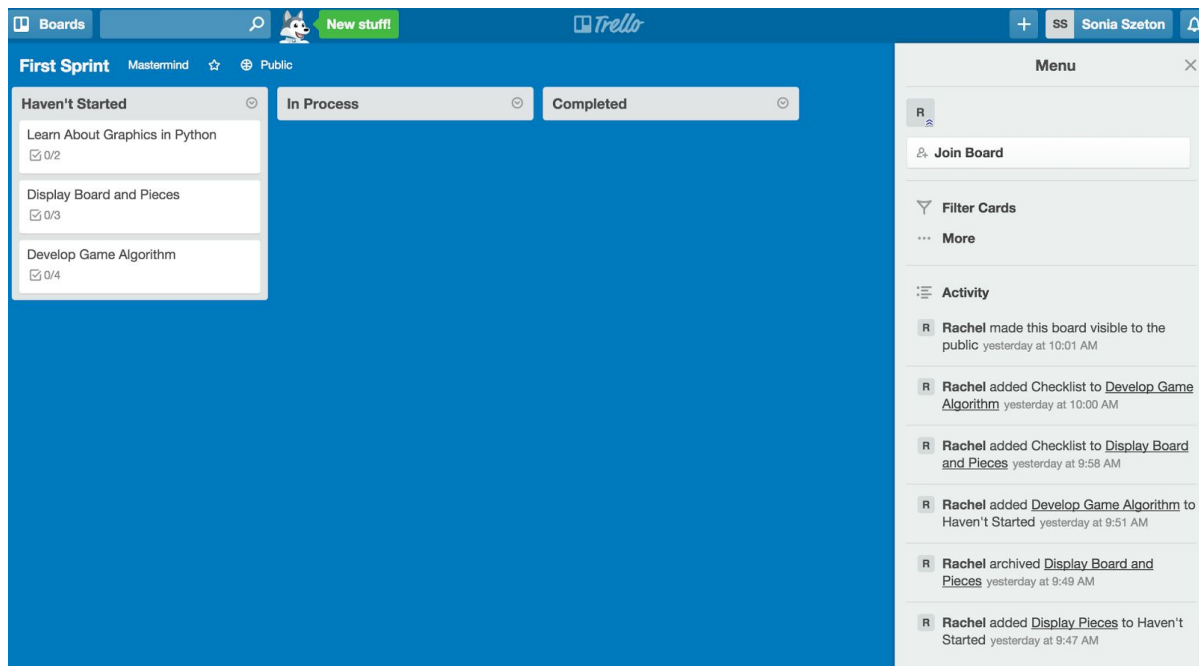 Boards
New stuff!
Trello
+
SS Sonia Szeton
First Sprint Mastermind Public
Haven't Started
Learn About Graphics in Python
0/2
Display Board and Pieces
0/3
Develop Game Algorithm
0/4
In Process
Completed
Menu
R
Join Board
Filter Cards
More
Activity
R Rachel made this board visible to the
public yesterday at 10:01 AM
R Rachel added Checklist to Develop Game
Algorithm yesterday at 10:00 AM
R Rachel added Checklist to Display Board
and Pieces yesterday at 9:58 AM
R Rachel added Develop Game Algorithm to
Haven't Started yesterday at 9:51 AM
R Rachel archived Display Board and
Pieces yesterday at 9:49 AM
R Rachel added Display Pieces to Haven't
Started yesterday at 9:47 AM